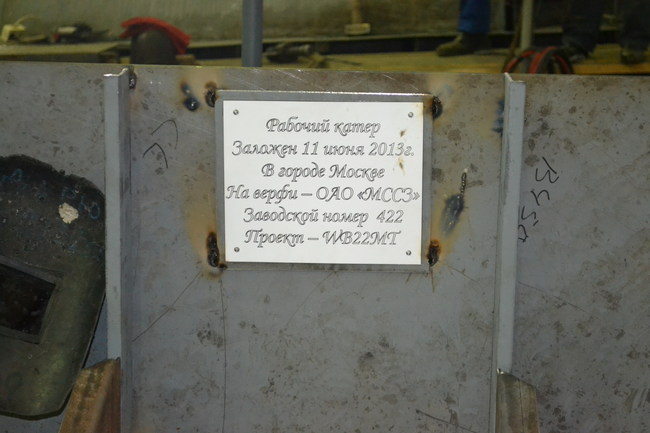 Рабочий катер
Заложен 11 июня 2013г.
В городе Москве
На верфи – ОАО «МССЗ»
Заводской номер 422
Проект – WB22MT